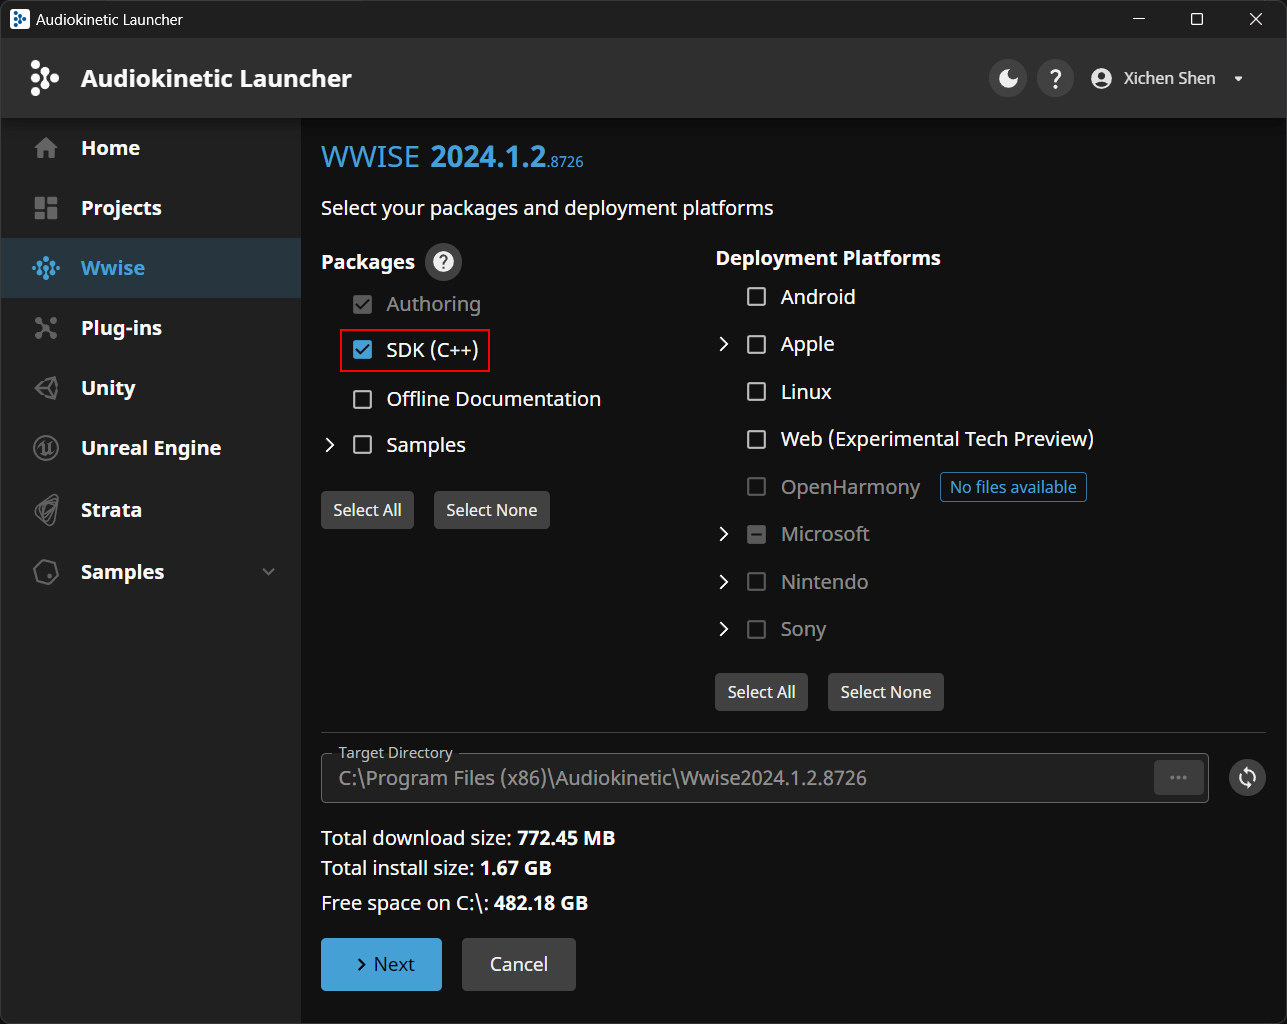 Audiokinetic Launcher
Audiokinetic Launcher
? Xichen Shen
Home
Projects
Wwise
Plug-ins
Unity
Unreal Engine
Strata
Samples
WWISE 2024.1.2.8726
Select your packages and deployment platforms
Packages ?
Authoring
SDK (C++)
Offline Documentation
Samples
Select All Select None
Deployment Platforms
Android
Apple
Linux
Web (Experimental Tech Preview)
OpenHarmony No files available
Microsoft
Nintendo
Sony
Select All Select None
Target Directory
C:\Program Files (x86)\Audiokinetic\Wwise2024.1.2.8726 ...
Total download size: 772.45 MB
Total install size: 1.67 GB
Free space on C:\: 482.18 GB
Next Cancel